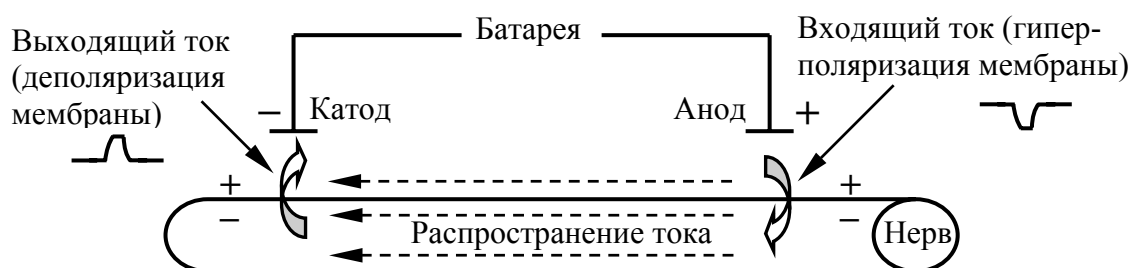 Выходящий ток
(деполяризация
мембраны)
Батарея
Входящий ток (гипер-
поляризация мембраны)
− Катод
Анод +
+
−
+
−
Распространение тока
Нерв